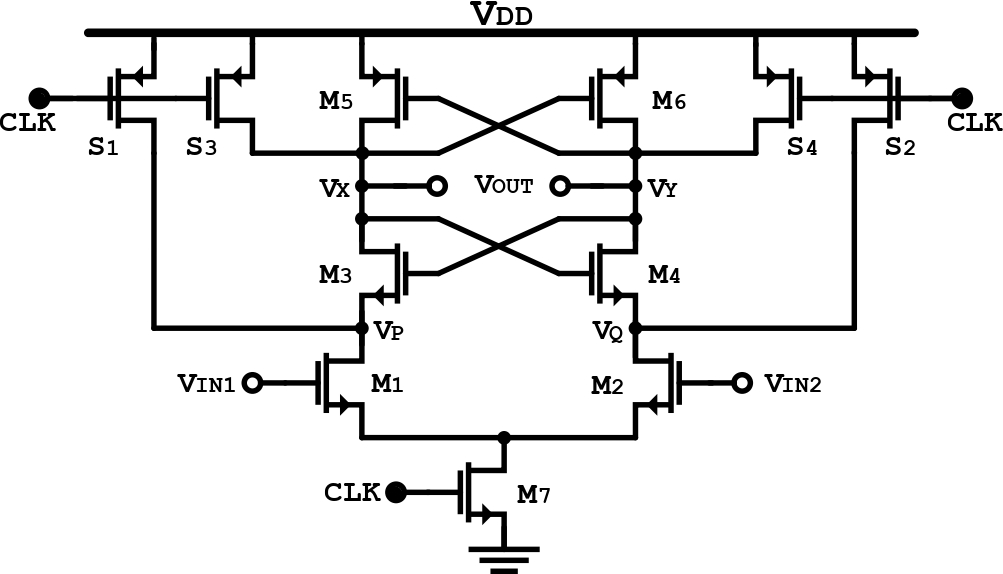 VDD
M5 M6
CLK CLK
S1 S3 S4 S2
VX VOUT VY
M3 M4
VP VQ
VIN1 M1 M2 VIN2
CLK M7